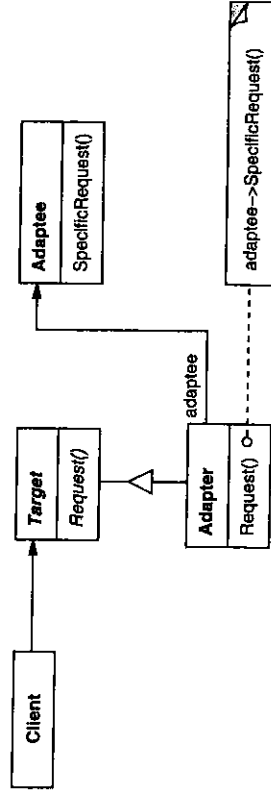 Client
Target
Request()
Adaptee
SpecificRequest()
adaptee
Adapter
Request()
adaptee->SpecificRequest()